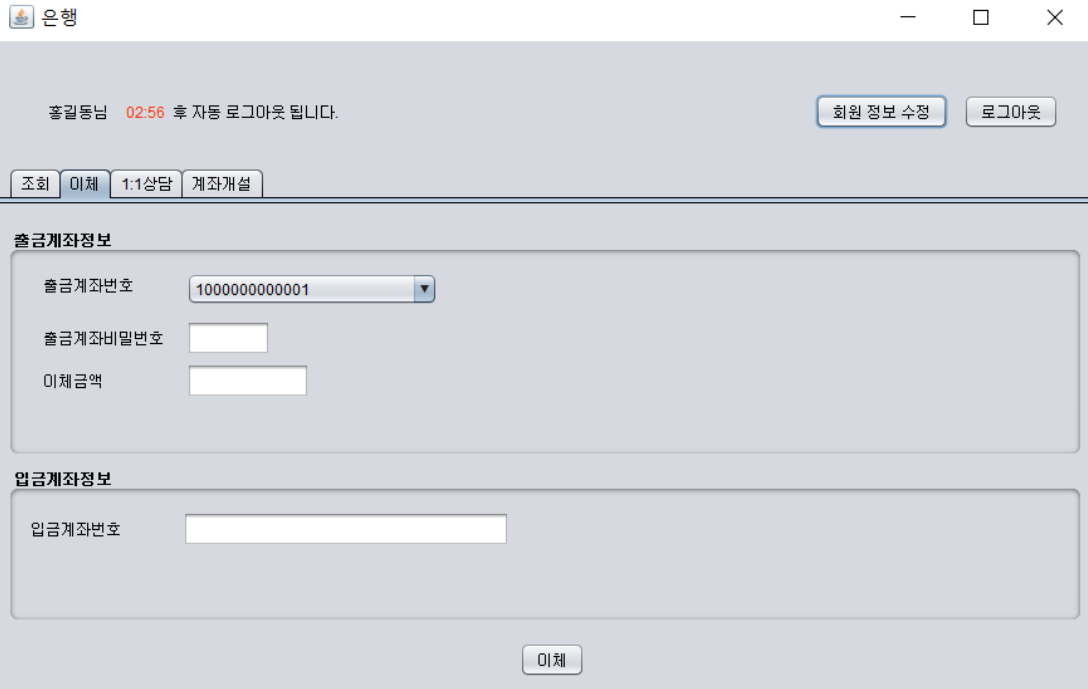 은행
홍길동님 02:56 후 자동 로그아웃 됩니다. 회원 정보 수정 로그아웃
조회 이체 1:1상담 계좌개설
출금계좌정보
출금계좌번호 1000000000001
출금계좌비밀번호
이체금액
입금계좌정보
입금계좌번호
이체